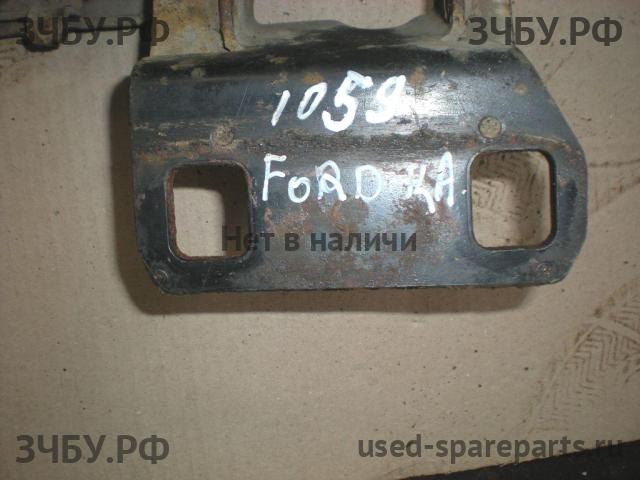 ЗЧБУ.РФ ЗЧБУ.РФ
1059
FORD KA.
Нет в наличи
ЗЧБУ.РФ used-spareparts.ru